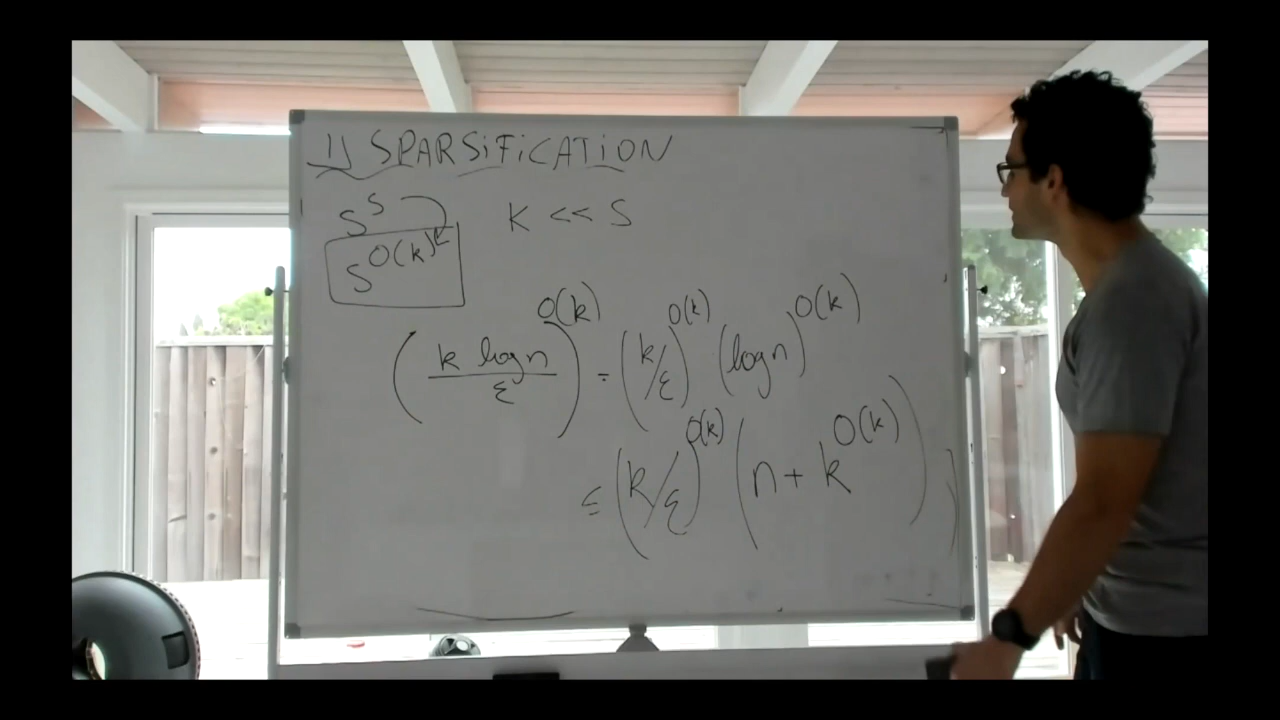 1) SPARSiFiCATiON
S^S K << S
S^O(k)
(k log n / ε)^O(k) = (k/ε)^O(k) (log n)^O(k)
≤ (k/ε)^O(k) (n + k^O(k))